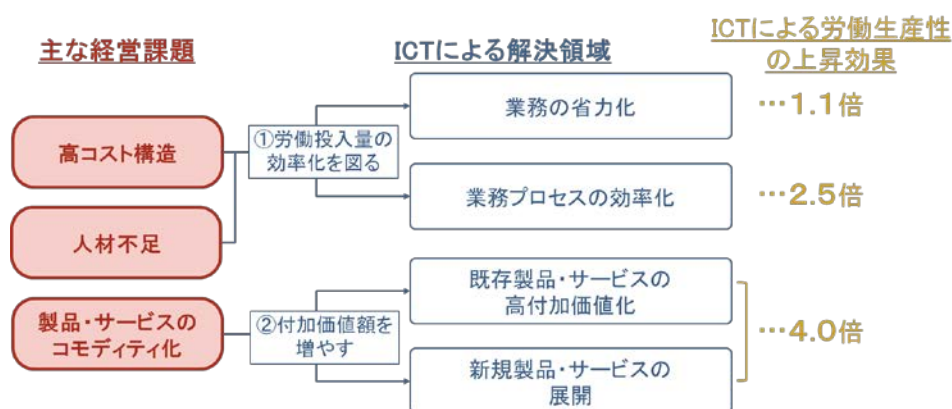 主な経営課題
ICTによる解決領域
ICTによる労働生産性
の上昇効果
高コスト構造
人材不足
製品・サービスの
コモディティ化
①労働投入量の
効率化を図る
②付加価値額を
増やす
業務の省力化
業務プロセスの効率化
既存製品・サービスの
高付加価値化
新規製品・サービスの
展開
…1.1倍
…2.5倍
…4.0倍